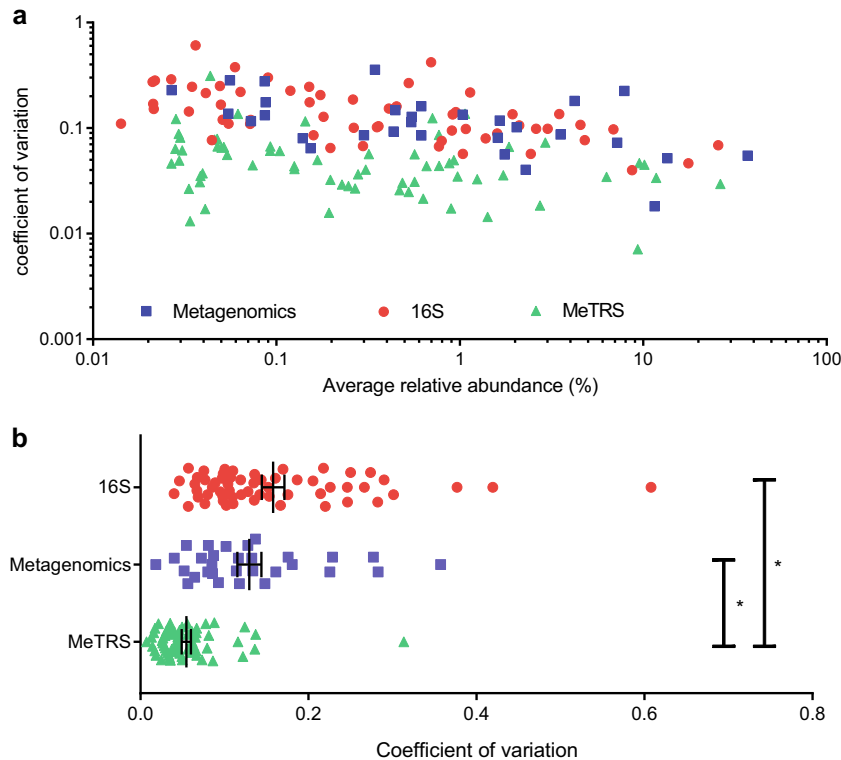 a
coefficient of variation
1
0.1
0.01
0.001
0.01 0.1 1 10 100
Average relative abundance (%)
Metagenomics 16S MeTRS
b
16S
Metagenomics
MeTRS
*
*
0.0 0.2 0.4 0.6 0.8
Coefficient of variation